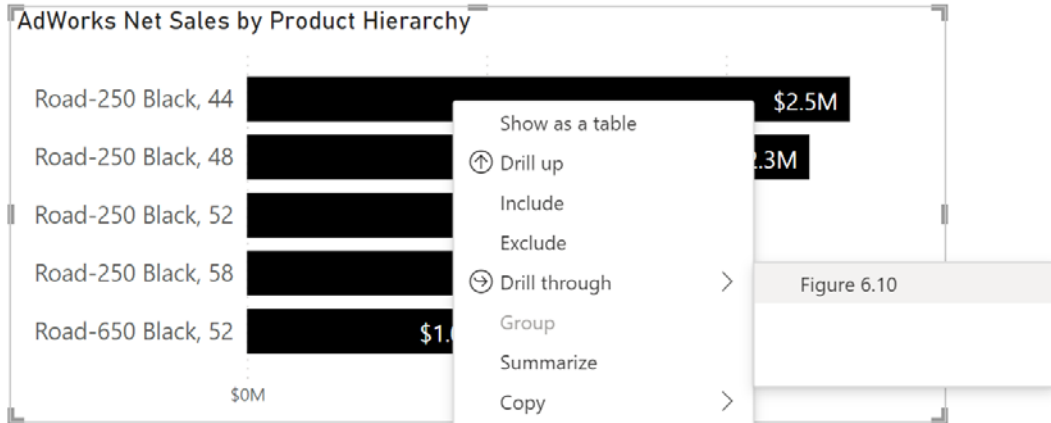 AdWorks Net Sales by Product Hierarchy
Road-250 Black, 44
$2.5M
Show as a table
Road-250 Black, 48
.3M
Drill up
Include
Road-250 Black, 52
Exclude
Road-250 Black, 58
Drill through
Figure 6.10
Group
Road-650 Black, 52
$1.
Summarize
$0M
Copy